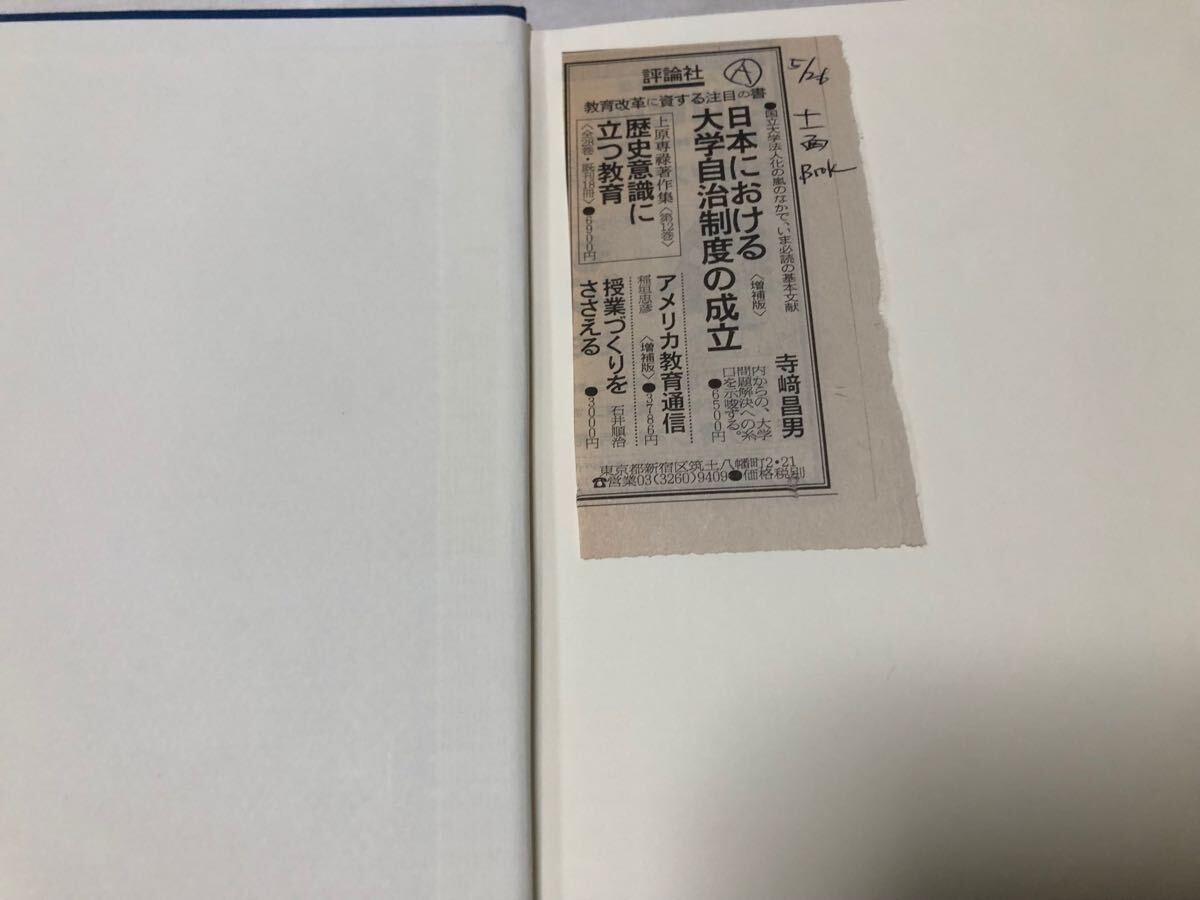 評論社
Ⓐ
教育改革に資する注目の書
●国立大学法人化の嵐のなかで、いま必読の基本文献
日本における
大学自治制度の成立
〈増補版〉
寺﨑昌男
内からの、大学
問題解決への糸
口を示唆する。
●6500円
上原専祿著作集〈第12巻〉
歴史意識に
立つ教育
〈全28巻・既刊18冊〉●6900円
アメリカ教育通信
稲垣忠彦
〈増補版〉●3786円
授業づくりを
ささえる
石井順治
●3000円
東京都新宿区筑土八幡町2・21
☎営業03(3260)9409●価格税別
5/26
Book